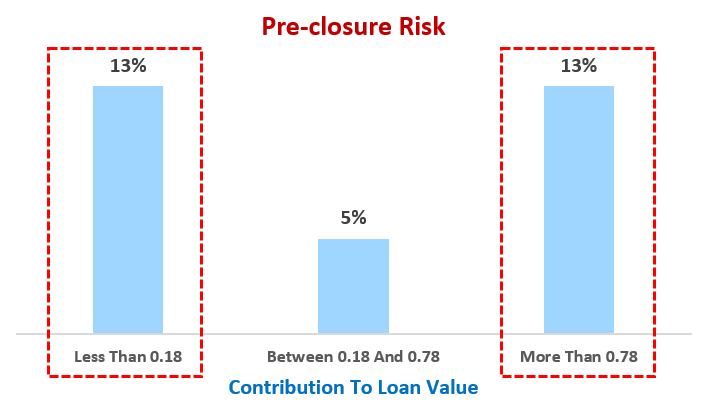 Pre-closure Risk
13%
5%
13%
Less Than 0.18
Between 0.18 And 0.78
More Than 0.78
Contribution To Loan Value